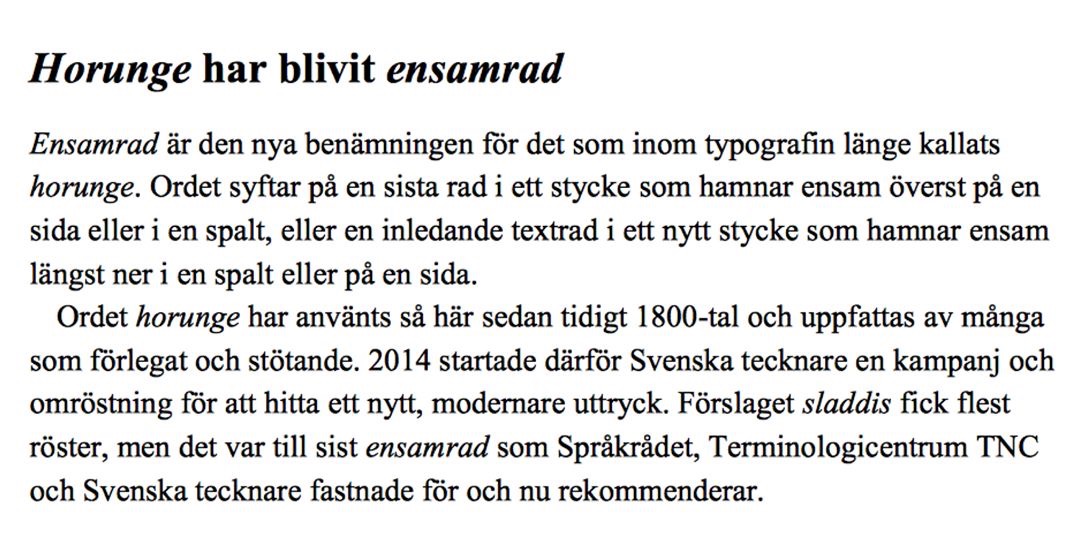 Horunge har blivit ensamrad
Ensamrad är den nya benämningen för det som inom typografin länge kallats
horunge. Ordet syftar på en sista rad i ett stycke som hamnar ensam överst på en
sida eller i en spalt, eller en inledande textrad i ett nytt stycke som hamnar ensam
längst ner i en spalt eller på en sida.
Ordet horunge har använts så här sedan tidigt 1800-tal och uppfattas av många
som förlegat och stötande. 2014 startade därför Svenska tecknare en kampanj och
omröstning för att hitta ett nytt, modernare uttryck. Förslaget sladdis fick flest
röster, men det var till sist ensamrad som Språkrådet, Terminologicentrum TNC
och Svenska tecknare fastnade för och nu rekommenderar.